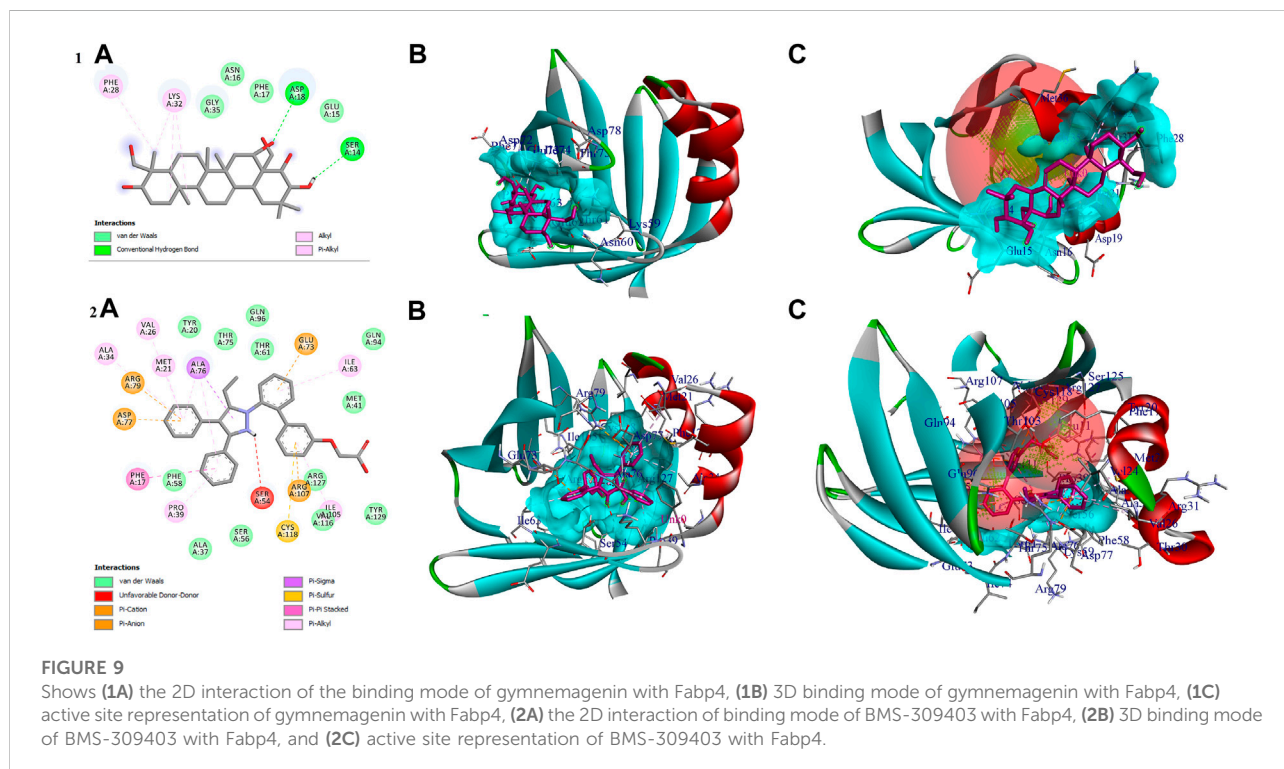 1 A
PHE
A:28
LYS
A:32
GLY
A:35
ASN
A:16
PHE
A:17
ASP
A:18
GLU
A:15
SER
A:14
Interactions
van der Waals
Conventional Hydrogen Bond
Alkyl
Pi-Alkyl
B
Asp78
Lys59
Asn60
C
Phe28
Glu15
Asn16
Asp19
2 A
VAL
A:26
TYR
A:20
THR
A:75
GLN
A:96
THR
A:61
GLU
A:73
GLN
A:94
ALA
A:34
MET
A:21
ALA
A:76
ILE
A:63
ARG
A:79
MET
A:41
ASP
A:77
PHE
A:17
PHE
A:58
PRO
A:39
SER
A:54
ARG
A:107
ARG
A:127
ILE
A:105
VAL
A:116
TYR
A:129
CYS
A:118
SER
A:56
ALA
A:37
Interactions
van der Waals
Unfavorable Donor-Donor
Pi-Cation
Pi-Anion
Pi-Sigma
Pi-Sulfur
Pi-Pi Stacked
Pi-Alkyl
B
Val26
Arg79
Ile63
Ser54
C
Ser125
Arg107
Gln94
Thr103
Arg31
Phe58
Asp77
Arg79
FIGURE 9
Shows (1A) the 2D interaction of the binding mode of gymnemagenin with Fabp4, (1B) 3D binding mode of gymnemagenin with Fabp4, (1C)
active site representation of gymnemagenin with Fabp4, (2A) the 2D interaction of binding mode of BMS-309403 with Fabp4, (2B) 3D binding mode
of BMS-309403 with Fabp4, and (2C) active site representation of BMS-309403 with Fabp4.